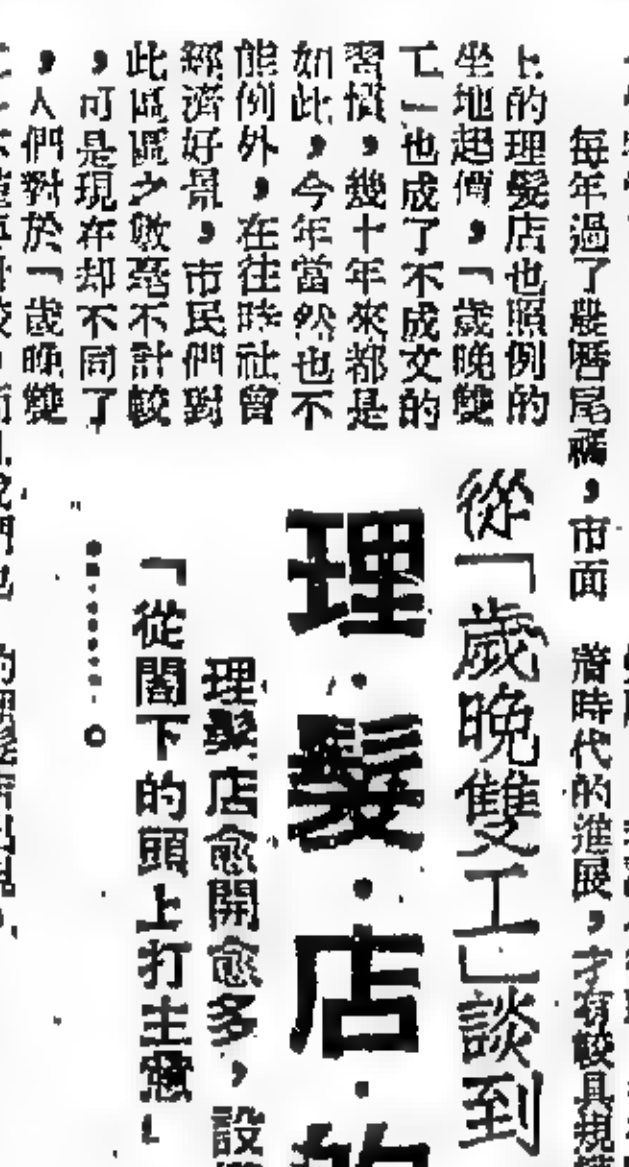 每年過了農曆尾禡，市面
上的理髮店也照例的
坐地起價，「歲晚雙
工」也成了不成文的
習慣，幾十年來都是
如此，今年當然也不
能例外，在往時社會
經濟好景，市民們對
此區區之數毫不計較
，可是現在却不同了
，人們對於「歲晚雙
從「歲晚雙工」談到
理·髮·店·的
理髮店愈開愈多，設
「從閣下的頭上打主意」
着時代的進展，才有較具規模